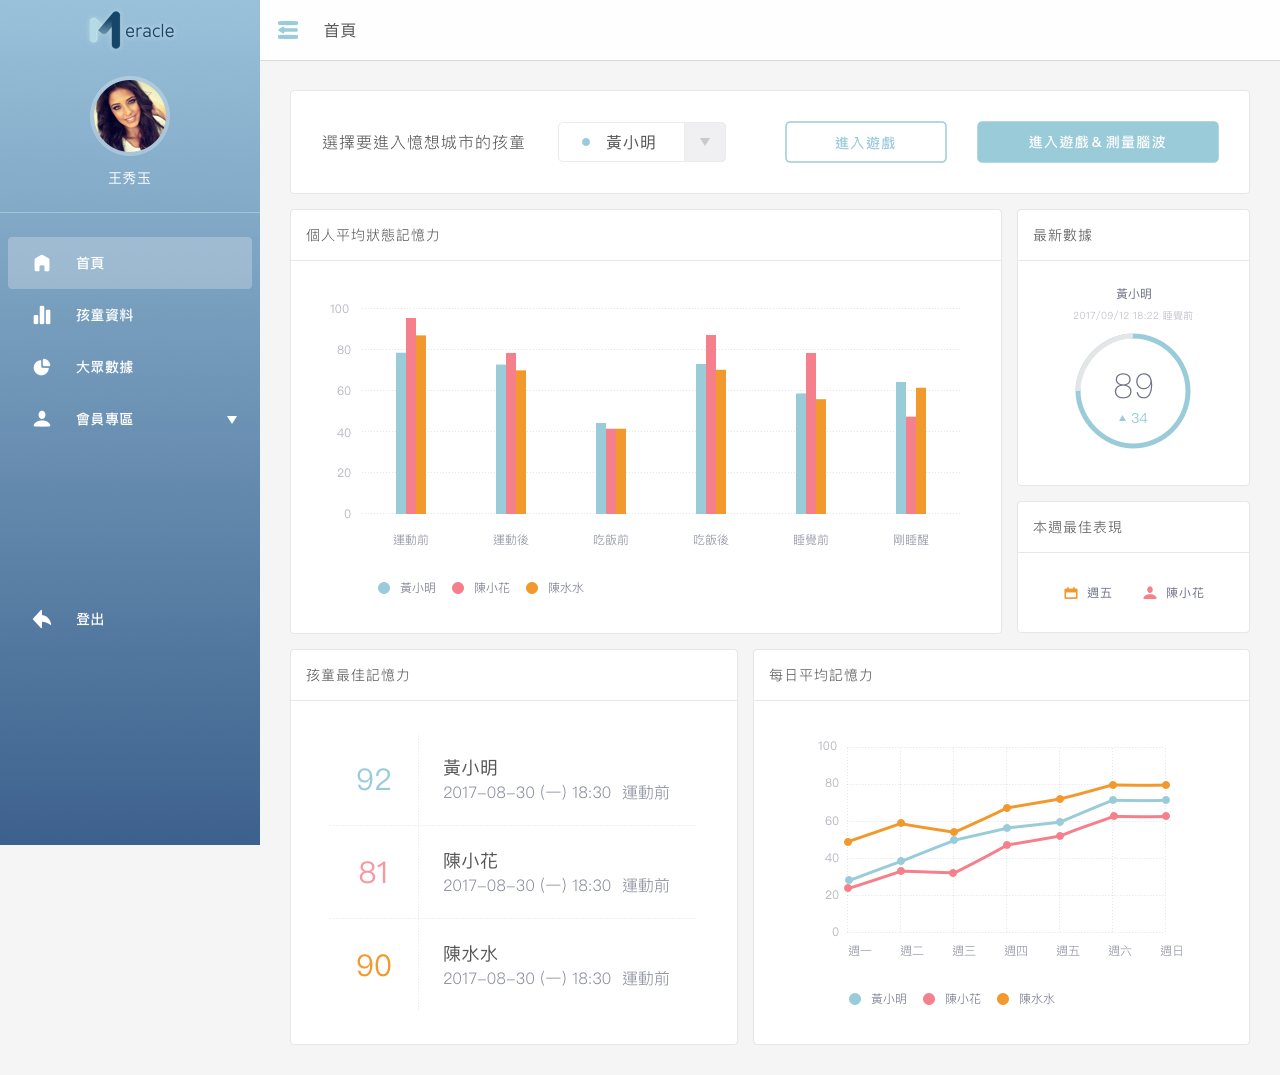 Meracle
王秀玉
首頁
孩童資料
大眾數據
會員專區
登出
首頁
選擇要進入憶想城市的孩童
黃小明
進入遊戲
進入遊戲 & 測量腦波
個人平均狀態記憶力
100
80
60
40
20
0
運動前 運動後 吃飯前 吃飯後 睡覺前 剛睡醒
黃小明 陳小花 陳水水
最新數據
黃小明
2017/09/12 18:22 睡覺前
89
34
本週最佳表現
週五 陳小花
孩童最佳記憶力
92
黃小明
2017-08-30 (一) 18:30 運動前
81
陳小花
2017-08-30 (一) 18:30 運動前
90
陳水水
2017-08-30 (一) 18:30 運動前
每日平均記憶力
100
80
60
40
20
0
週一 週二 週三 週四 週五 週六 週日
黃小明 陳小花 陳水水